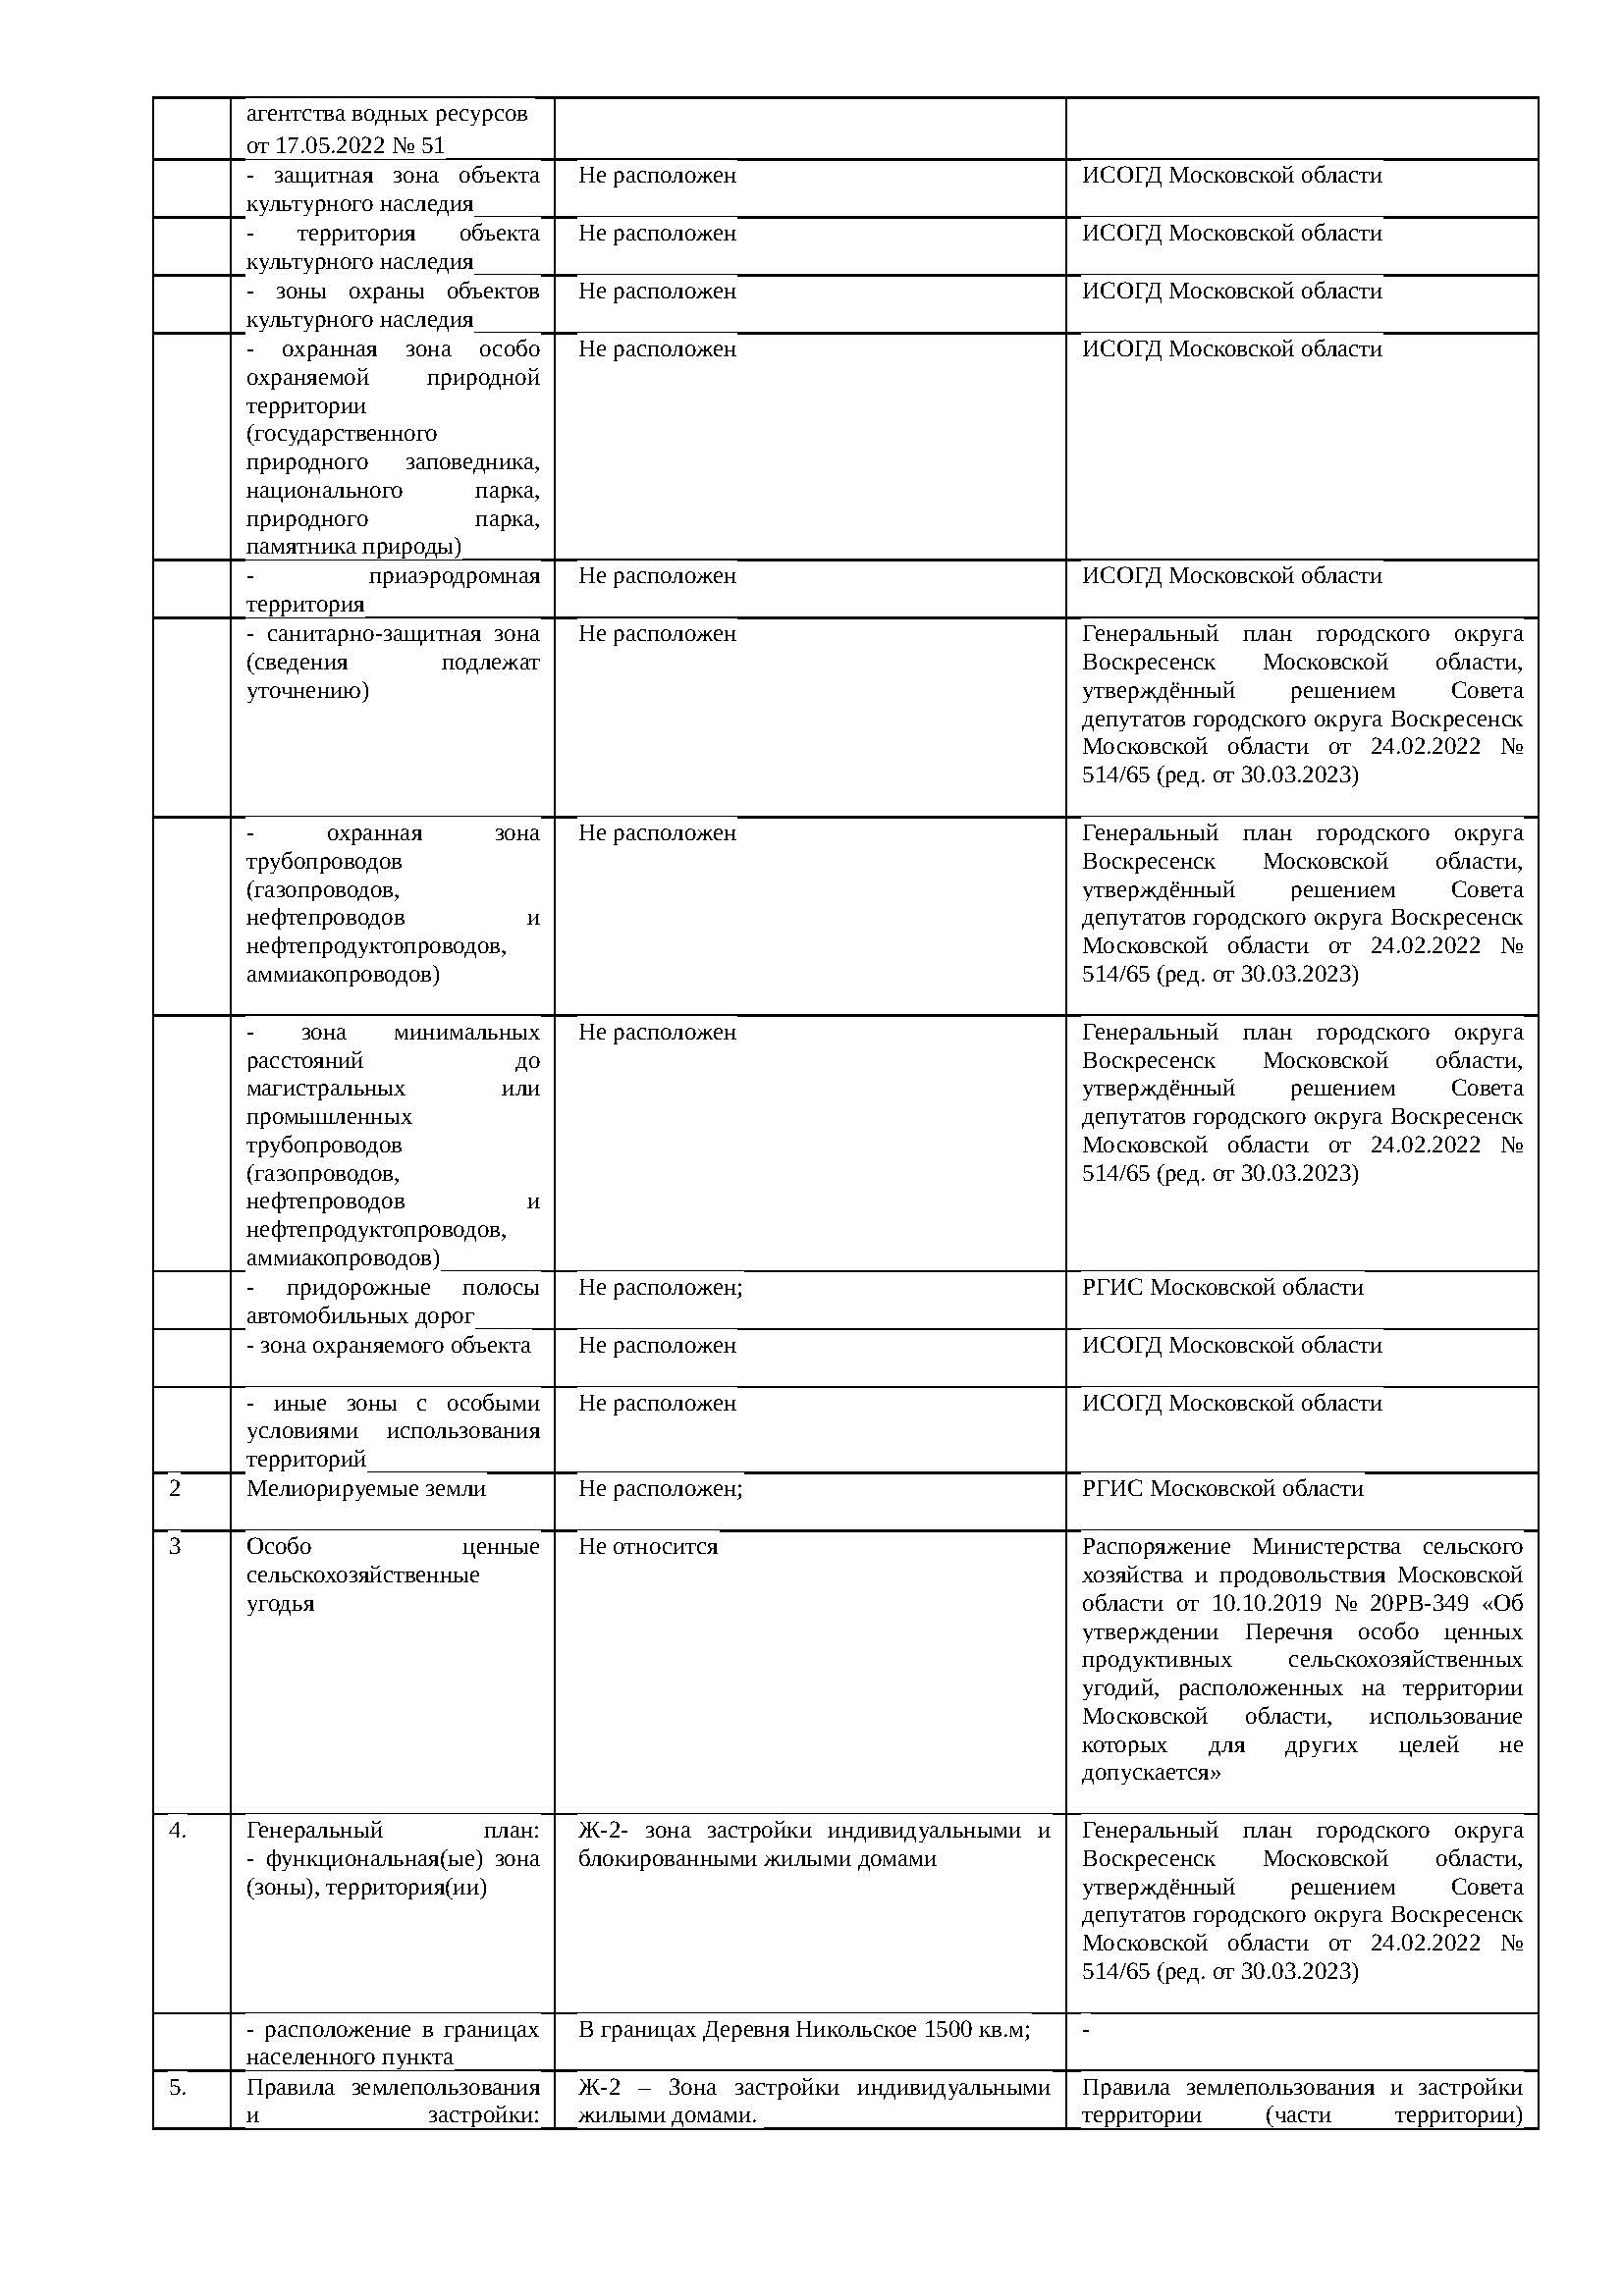 агентства водных ресурсов
от 17.05.2022 № 51
- защитная зона объекта
культурного наследия
Не расположен
ИСОГД Московской области
- территория объекта
культурного наследия
Не расположен
ИСОГД Московской области
- зоны охраны объектов
культурного наследия
Не расположен
ИСОГД Московской области
- охранная зона особо
охраняемой природной
территории
(государственного
природного заповедника,
национального парка,
природного парка,
памятника природы)
Не расположен
ИСОГД Московской области
- приаэродромная
территория
Не расположен
ИСОГД Московской области
- санитарно-защитная зона
(сведения подлежат
уточнению)
Не расположен
Генеральный план городского округа
Воскресенск Московской области,
утверждённый решением Совета
депутатов городского округа Воскресенск
Московской области от 24.02.2022 №
514/65 (ред. от 30.03.2023)
- охранная зона
трубопроводов
(газопроводов,
нефтепроводов и
нефтепродуктопроводов,
аммиакопроводов)
Не расположен
Генеральный план городского округа
Воскресенск Московской области,
утверждённый решением Совета
депутатов городского округа Воскресенск
Московской области от 24.02.2022 №
514/65 (ред. от 30.03.2023)
- зона минимальных
расстояний до
магистральных или
промышленных
трубопроводов
(газопроводов,
нефтепроводов и
нефтепродуктопроводов,
аммиакопроводов)
Не расположен
Генеральный план городского округа
Воскресенск Московской области,
утверждённый решением Совета
депутатов городского округа Воскресенск
Московской области от 24.02.2022 №
514/65 (ред. от 30.03.2023)
- придорожные полосы
автомобильных дорог
Не расположен;
РГИС Московской области
- зона охраняемого объекта
Не расположен
ИСОГД Московской области
- иные зоны с особыми
условиями использования
территорий
Не расположен
ИСОГД Московской области
2
Мелиорируемые земли
Не расположен;
РГИС Московской области
3
Особо ценные
сельскохозяйственные
угодья
Не относится
Распоряжение Министерства сельского
хозяйства и продовольствия Московской
области от 10.10.2019 № 20РВ-349 «Об
утверждении Перечня особо ценных
продуктивных сельскохозяйственных
угодий, расположенных на территории
Московской области, использование
которых для других целей не
допускается»
4.
Генеральный план:
- функциональная(ые) зона
(зоны), территория(ии)
Ж-2- зона застройки индивидуальными и
блокированными жилыми домами
Генеральный план городского округа
Воскресенск Московской области,
утверждённый решением Совета
депутатов городского округа Воскресенск
Московской области от 24.02.2022 №
514/65 (ред. от 30.03.2023)
- расположение в границах
населенного пункта
В границах Деревня Никольское 1500 кв.м;
-
5.
Правила землепользования
и застройки:
Ж-2 – Зона застройки индивидуальными
жилыми домами.
Правила землепользования и застройки
территории (части территории)